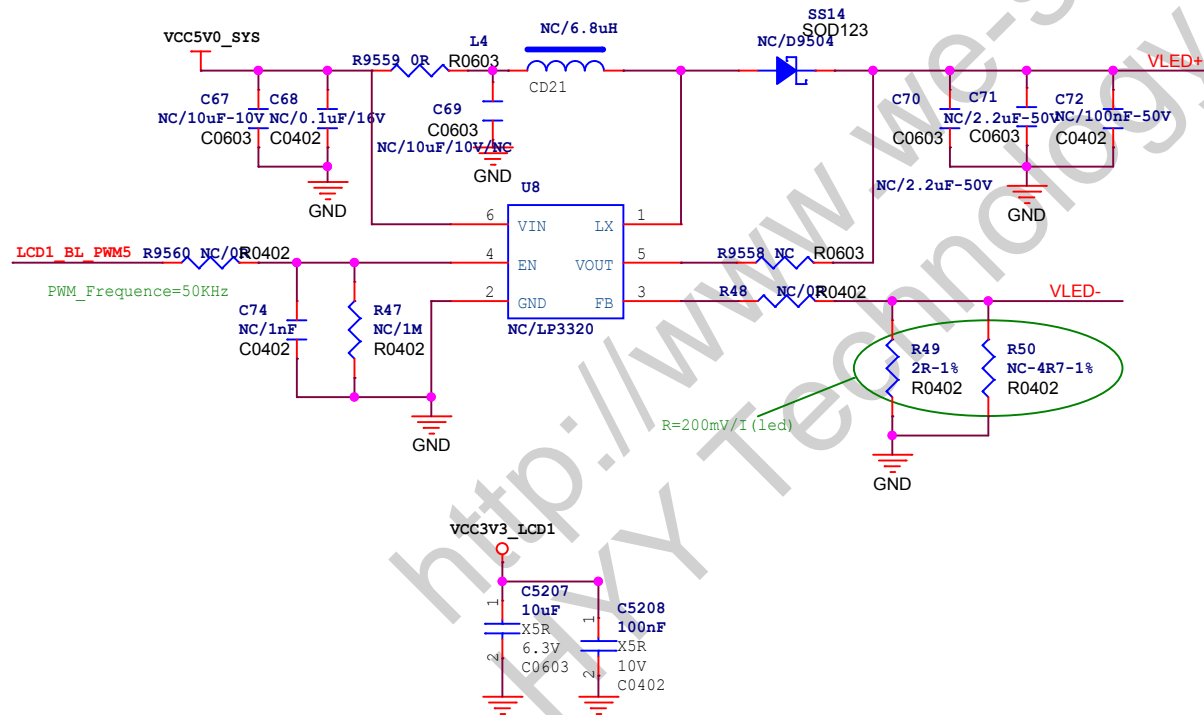 SS14
SOD123
NC/D9504
NC/6.8uH
L4
CD21
VCC5V0_SYS
R9559 0R
R0603
VLED+
C67
NC/10uF-10V
C0603
C68
NC/0.1uF/16V
C0402
C69
C0603
NC/10uF/10V/NC
GND
GND
C70
C0603
NC/2.2uF-50V
C71
NC/2.2uF-50V
C0603
C72
NC/100nF-50V
C0402
GND
U8
6 VIN
LX 1
4 EN
VOUT 5
2 GND
FB 3
NC/LP3320
LCD1_BL_PWM5
R9560 NC/0R
R0402
PWM_Frequence=50KHz
C74
NC/1nF
C0402
R47
NC/1M
R0402
GND
R9558 NC
R0603
R48 NC/0R
R0402
VLED-
R49
2R-1%
R0402
R50
NC-4R7-1%
R0402
R=200mV/I(led)
GND
VCC3V3_LCD1
1
C5207
10uF
X5R
6.3V
C0603
2
1
C5208
100nF
X5R
10V
C0402
2
http://www.we-s
HYY Technology